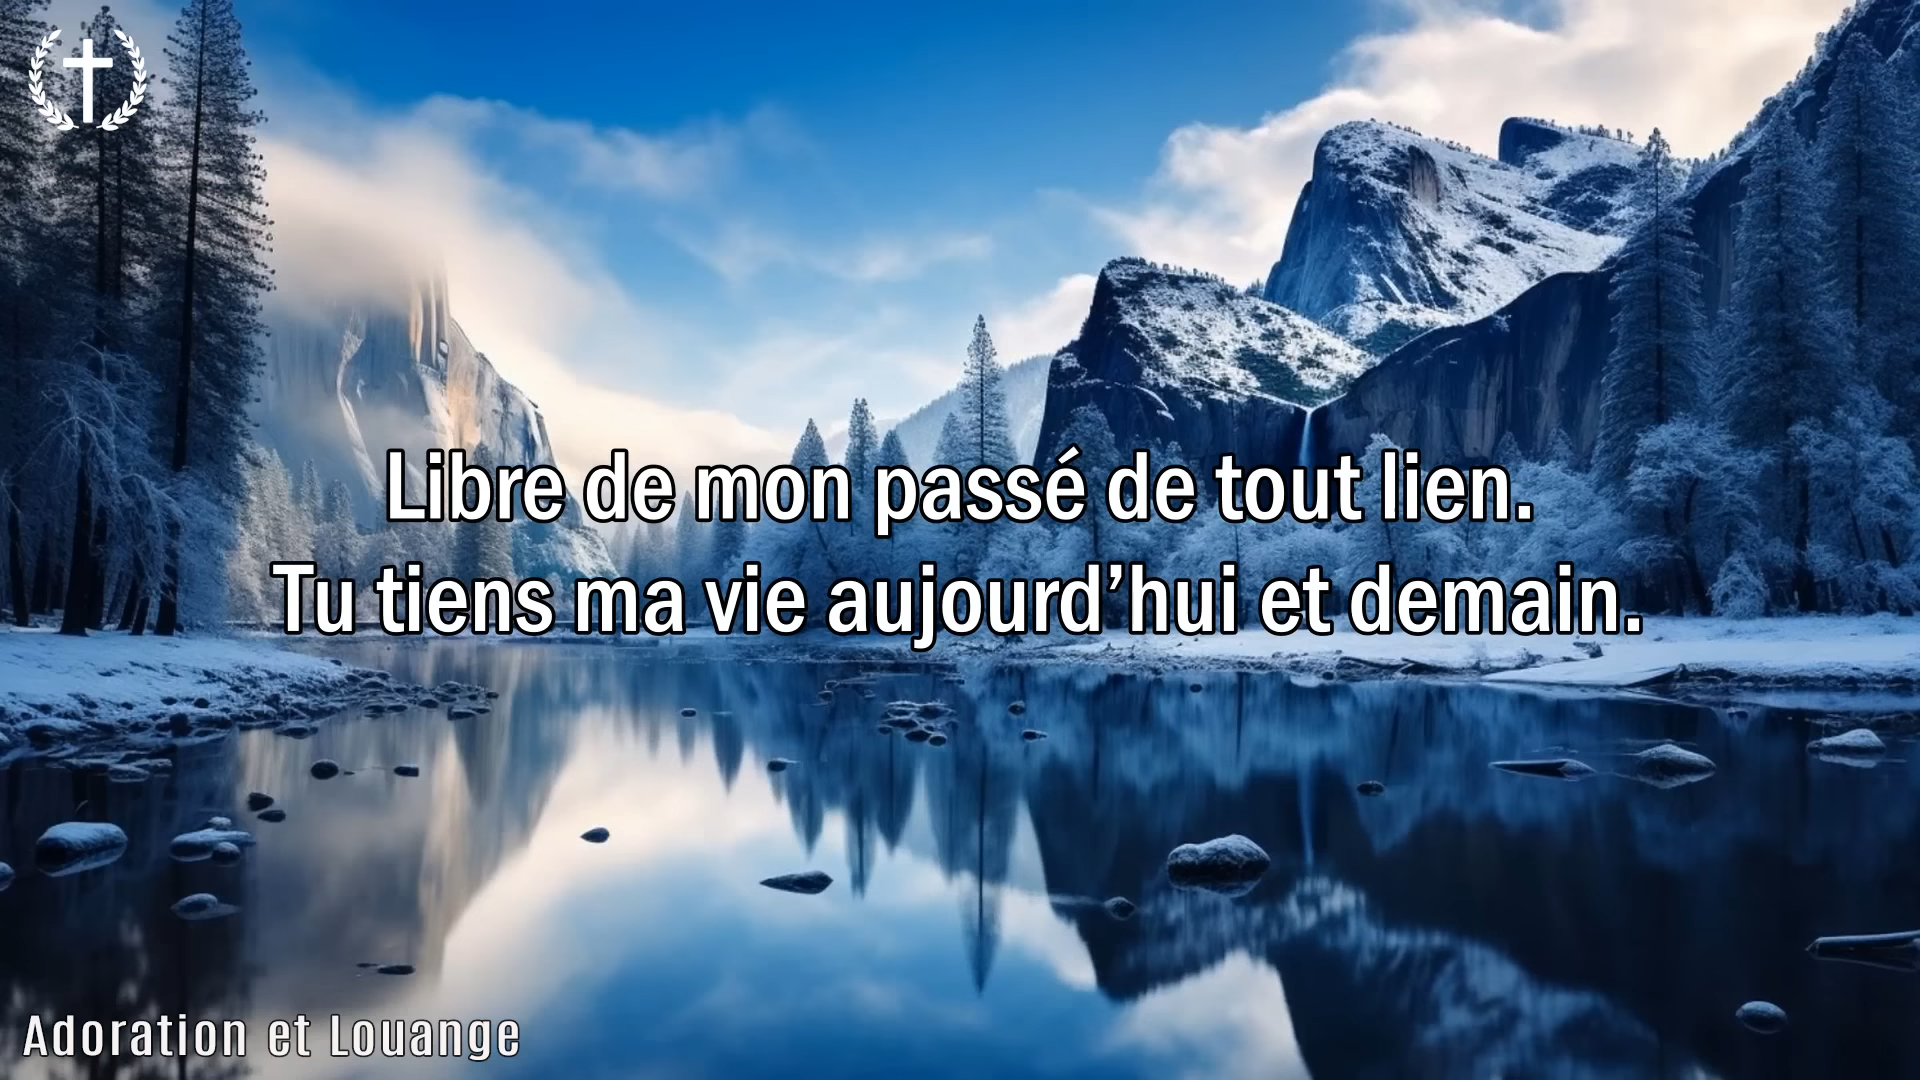 Libre de mon passé de tout lien.
Tu tiens ma vie aujourd’hui et demain.
Adoration et Louange